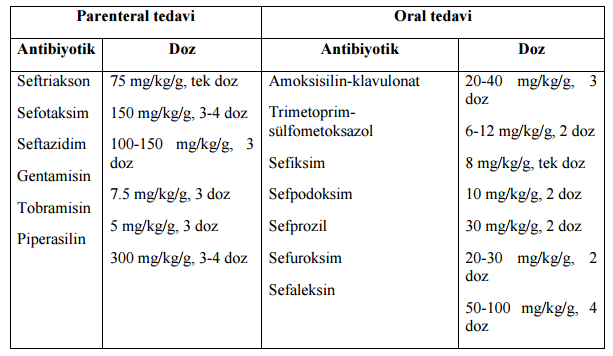 Parenteral tedavi
Oral tedavi
Antibiyotik
Doz
Antibiyotik
Doz
Seftriakson
Sefotaksim
Seftazidim
Gentamisin
Tobramisin
Piperasilin
75 mg/kg/g, tek doz
150 mg/kg/g, 3-4 doz
100-150 mg/kg/g, 3
doz
7.5 mg/kg/g, 3 doz
5 mg/kg/g, 3 doz
300 mg/kg/g, 3-4 doz
Amoksisilin-klavulonat
Trimetoprim-
sülfometoksazol
Sefiksim
Sefpodoksim
Sefprozil
Sefuroksim
Sefaleksin
20-40 mg/kg/g, 3
doz
6-12 mg/kg/g, 2 doz
8 mg/kg/g, tek doz
10 mg/kg/g, 2 doz
30 mg/kg/g, 2 doz
20-30 mg/kg/g, 2
doz
50-100 mg/kg/g, 4
doz